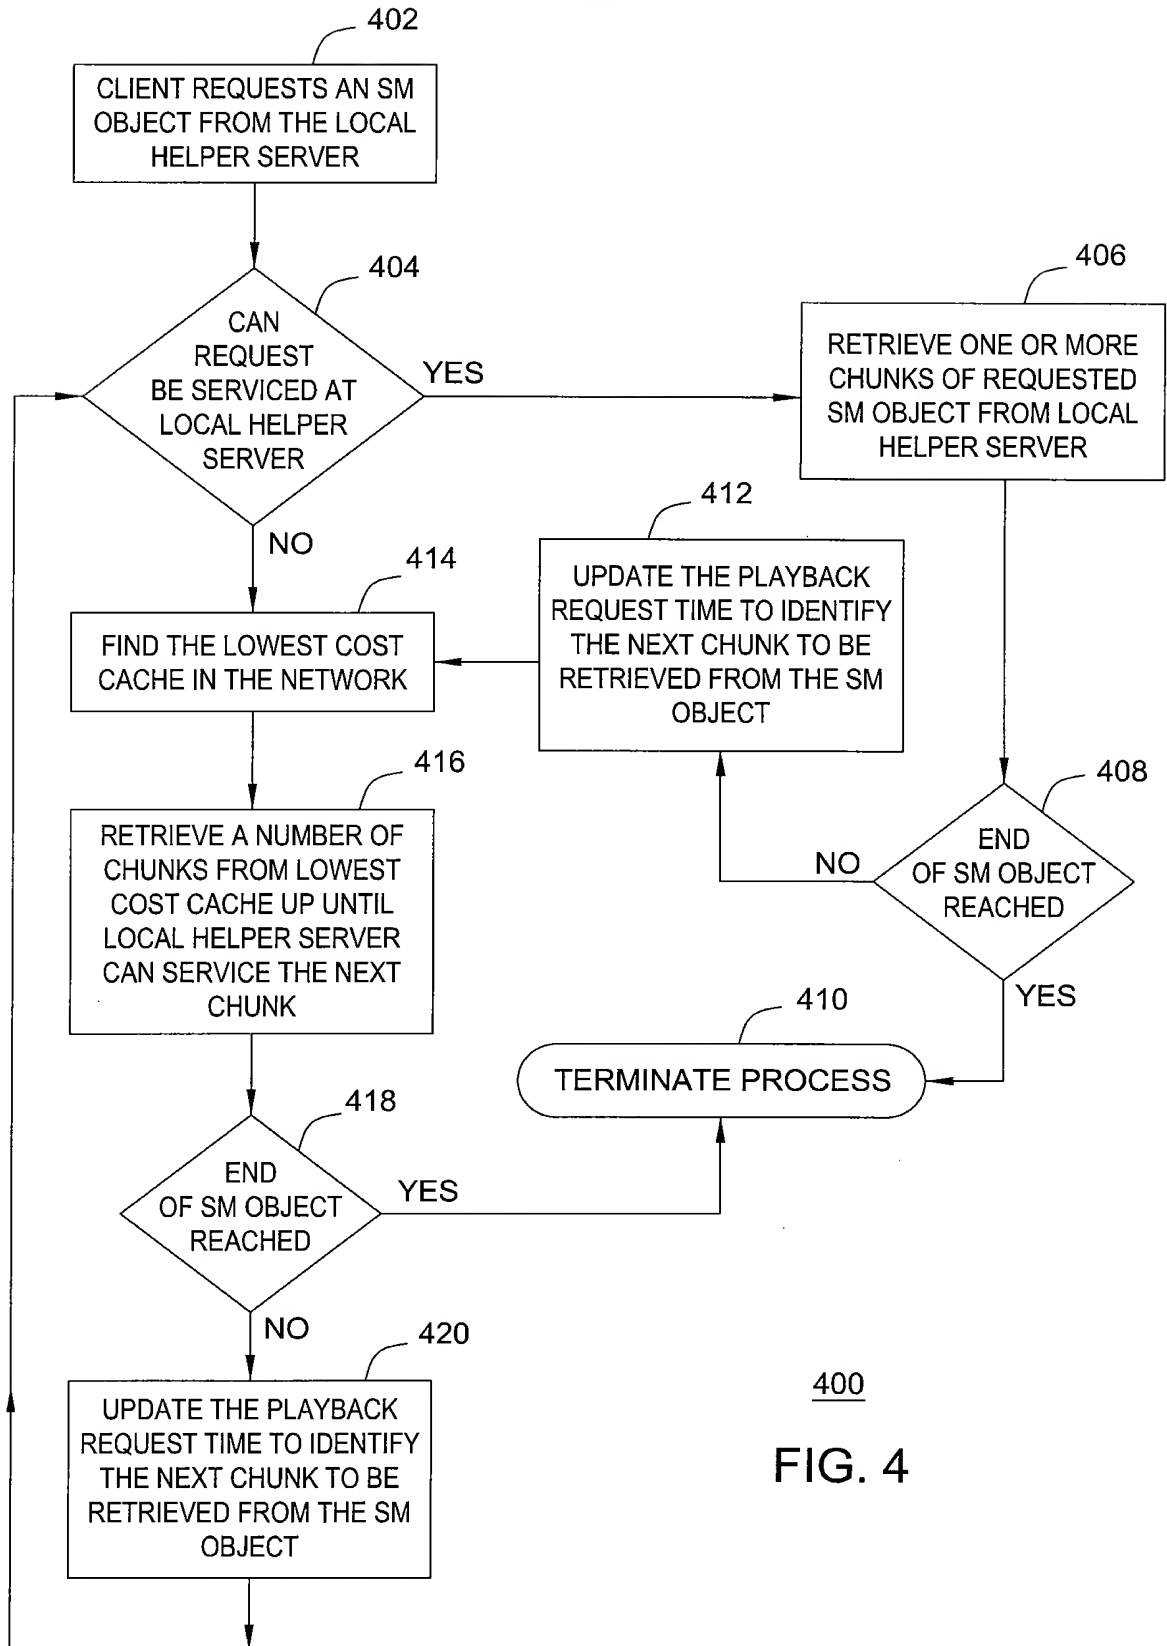 402
CLIENT REQUESTS AN SM
OBJECT FROM THE LOCAL
HELPER SERVER
404
CAN
REQUEST
BE SERVICED AT
LOCAL HELPER
SERVER
YES
NO
406
RETRIEVE ONE OR MORE
CHUNKS OF REQUESTED
SM OBJECT FROM LOCAL
HELPER SERVER
412
UPDATE THE PLAYBACK
REQUEST TIME TO IDENTIFY
THE NEXT CHUNK TO BE
RETRIEVED FROM THE SM
OBJECT
414
FIND THE LOWEST COST
CACHE IN THE NETWORK
416
RETRIEVE A NUMBER OF
CHUNKS FROM LOWEST
COST CACHE UP UNTIL
LOCAL HELPER SERVER
CAN SERVICE THE NEXT
CHUNK
408
END
OF SM OBJECT
REACHED
NO
YES
410
TERMINATE PROCESS
418
END
OF SM OBJECT
REACHED
YES
NO
420
UPDATE THE PLAYBACK
REQUEST TIME TO IDENTIFY
THE NEXT CHUNK TO BE
RETRIEVED FROM THE SM
OBJECT
400
FIG. 4